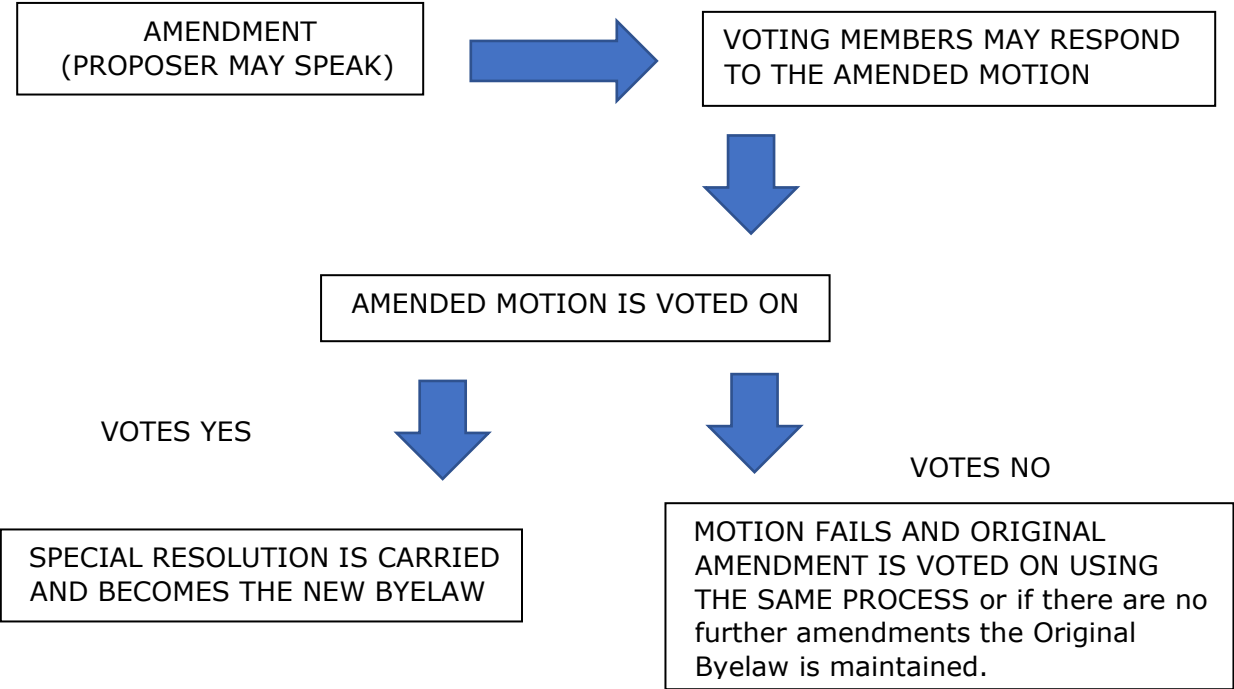 AMENDMENT
(PROPOSER MAY SPEAK)
VOTING MEMBERS MAY RESPOND
TO THE AMENDED MOTION
AMENDED MOTION IS VOTED ON
VOTES YES
VOTES NO
SPECIAL RESOLUTION IS CARRIED
AND BECOMES THE NEW BYELAW
MOTION FAILS AND ORIGINAL
AMENDMENT IS VOTED ON USING
THE SAME PROCESS or if there are no
further amendments the Original
Byelaw is maintained.